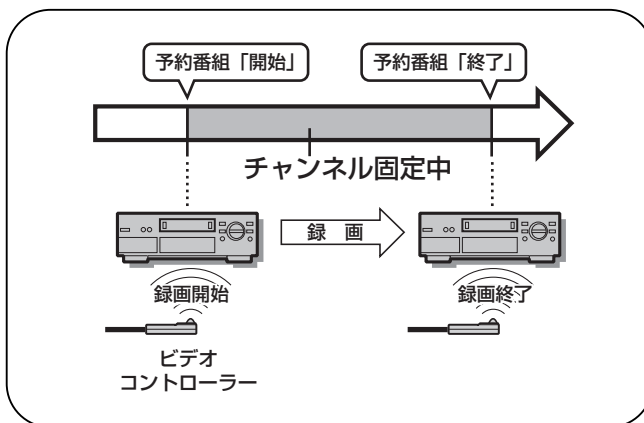 予約番組「開始」
予約番組「終了」
チャンネル固定中
録 画
録画開始
録画終了
ビデオ
コントローラー